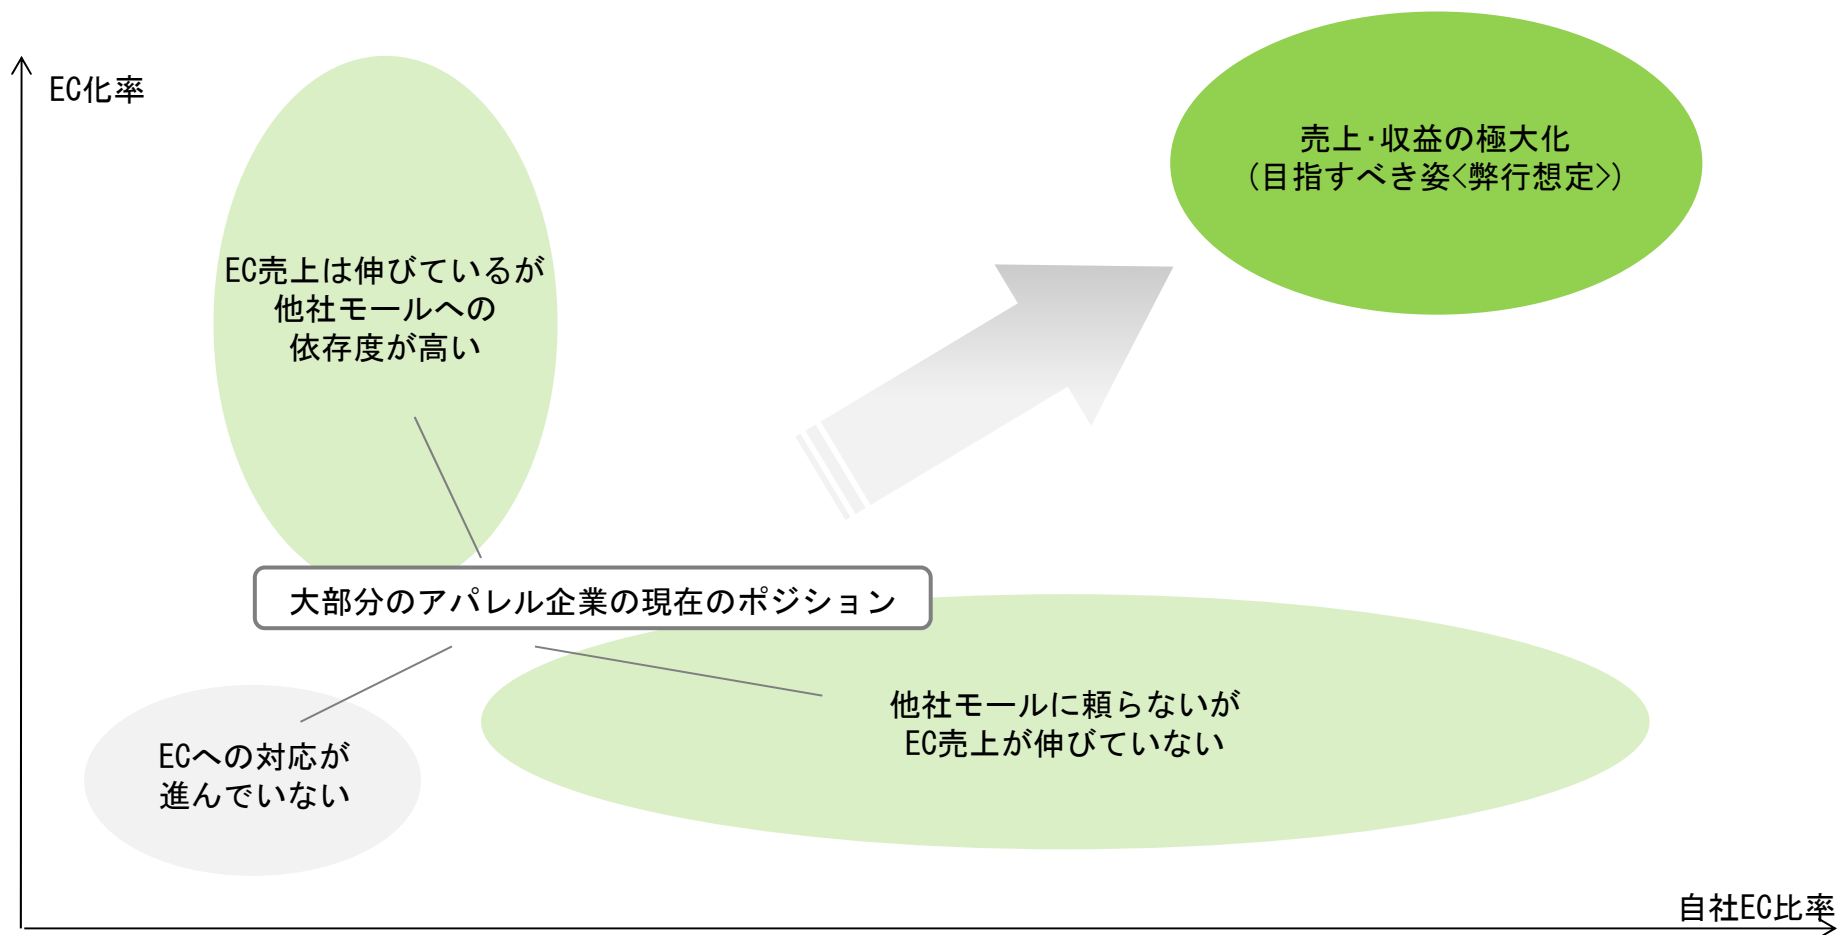 EC化率
売上・収益の極大化
(目指すべき姿<弊行想定>)
EC売上は伸びているが
他社モールへの
依存度が高い
大部分のアパレル企業の現在のポジション
他社モールに頼らないが
EC売上が伸びていない
ECへの対応が
進んでいない
自社EC比率